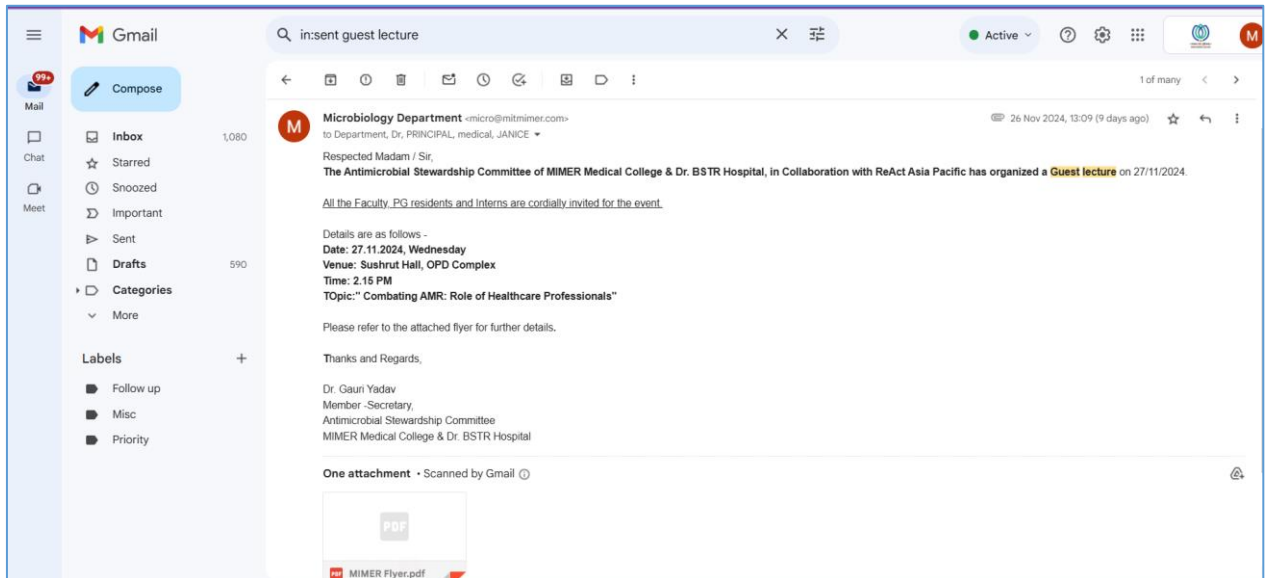 Gmail
in:sent guest lecture
Active
M
99+
Mail
Compose
1 of many
Chat
Meet
Inbox 1,080
Starred
Snoozed
Important
Sent
Drafts 590
Categories
More
Labels
Follow up
Misc
Priority
M
Microbiology Department <micro@mitmimer.com>
26 Nov 2024, 13:09 (9 days ago)
to Department, Dr, PRINCIPAL, medical, JANICE
Respected Madam / Sir,
The Antimicrobial Stewardship Committee of MIMER Medical College & Dr. BSTR Hospital, in Collaboration with ReAct Asia Pacific has organized a Guest lecture on 27/11/2024.
All the Faculty, PG residents and Interns are cordially invited for the event.
Details are as follows -
Date: 27.11.2024, Wednesday
Venue: Sushrut Hall, OPD Complex
Time: 2.15 PM
TOpic:" Combating AMR: Role of Healthcare Professionals"
Please refer to the attached flyer for further details.
Thanks and Regards,
Dr. Gauri Yadav
Member -Secretary,
Antimicrobial Stewardship Committee
MIMER Medical College & Dr. BSTR Hospital
One attachment • Scanned by Gmail
PDF
PDF MIMER Flyer.pdf